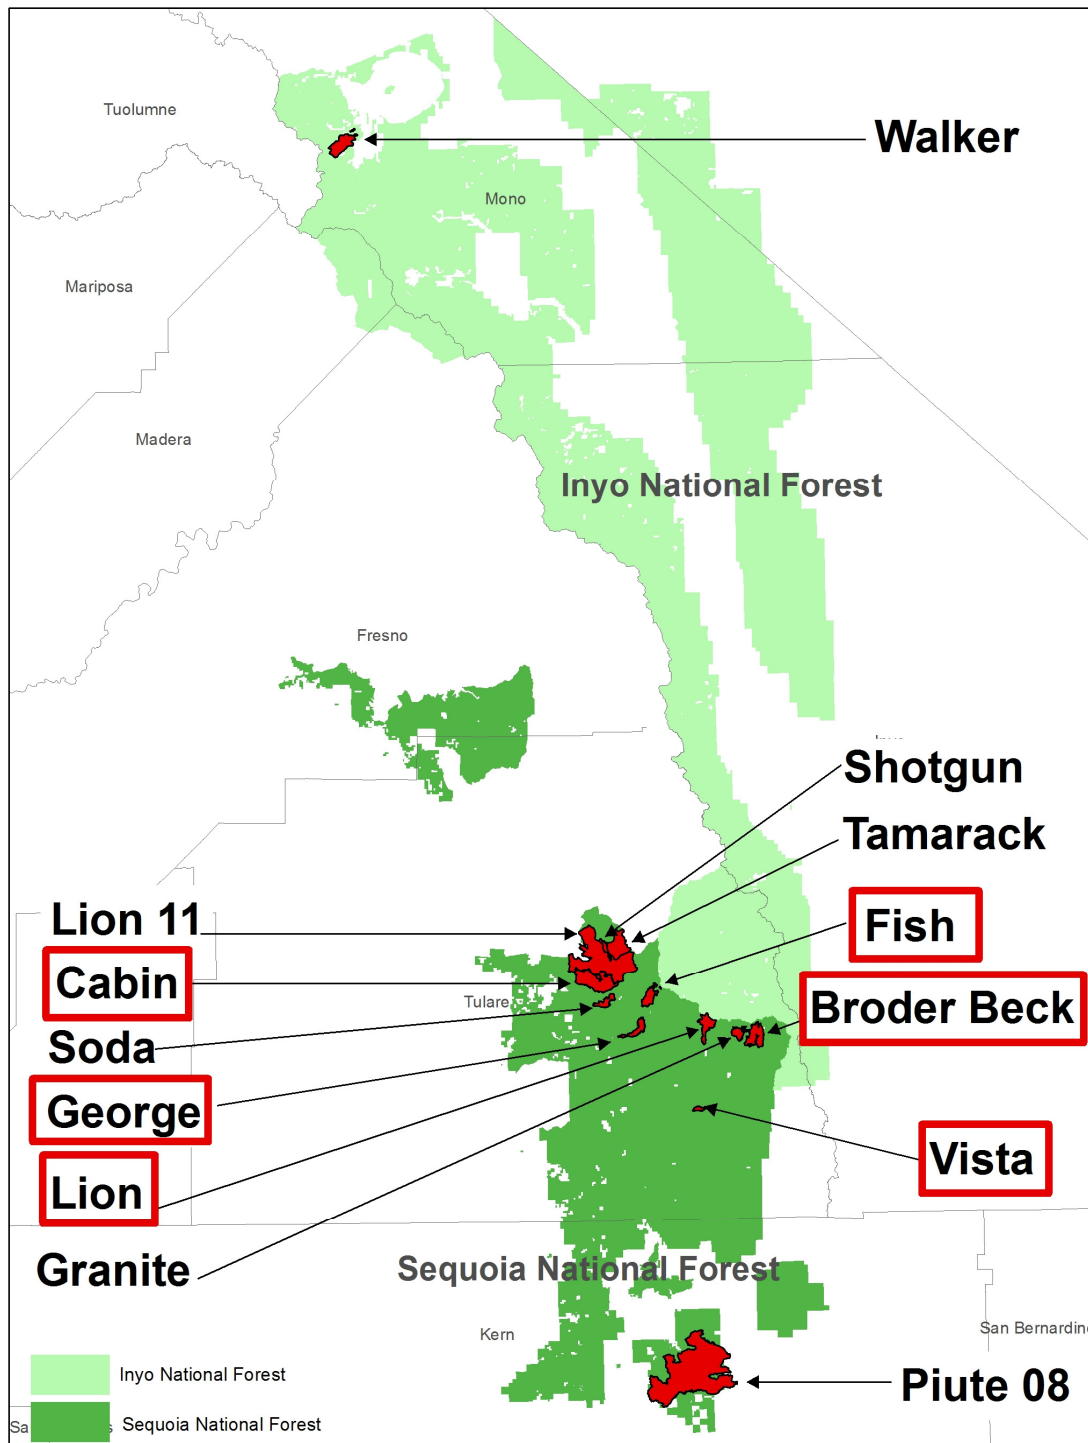 Tuolumne
Walker
Mono
Mariposa
Madera
Inyo National Forest
Fresno
Shotgun
Tamarack
Lion 11
Fish
Cabin
Tulare
Broder Beck
Soda
George
Vista
Lion
Granite
Sequoia National Forest
Kern
San Bernardino
Inyo National Forest
Piute 08
Sequoia National Forest